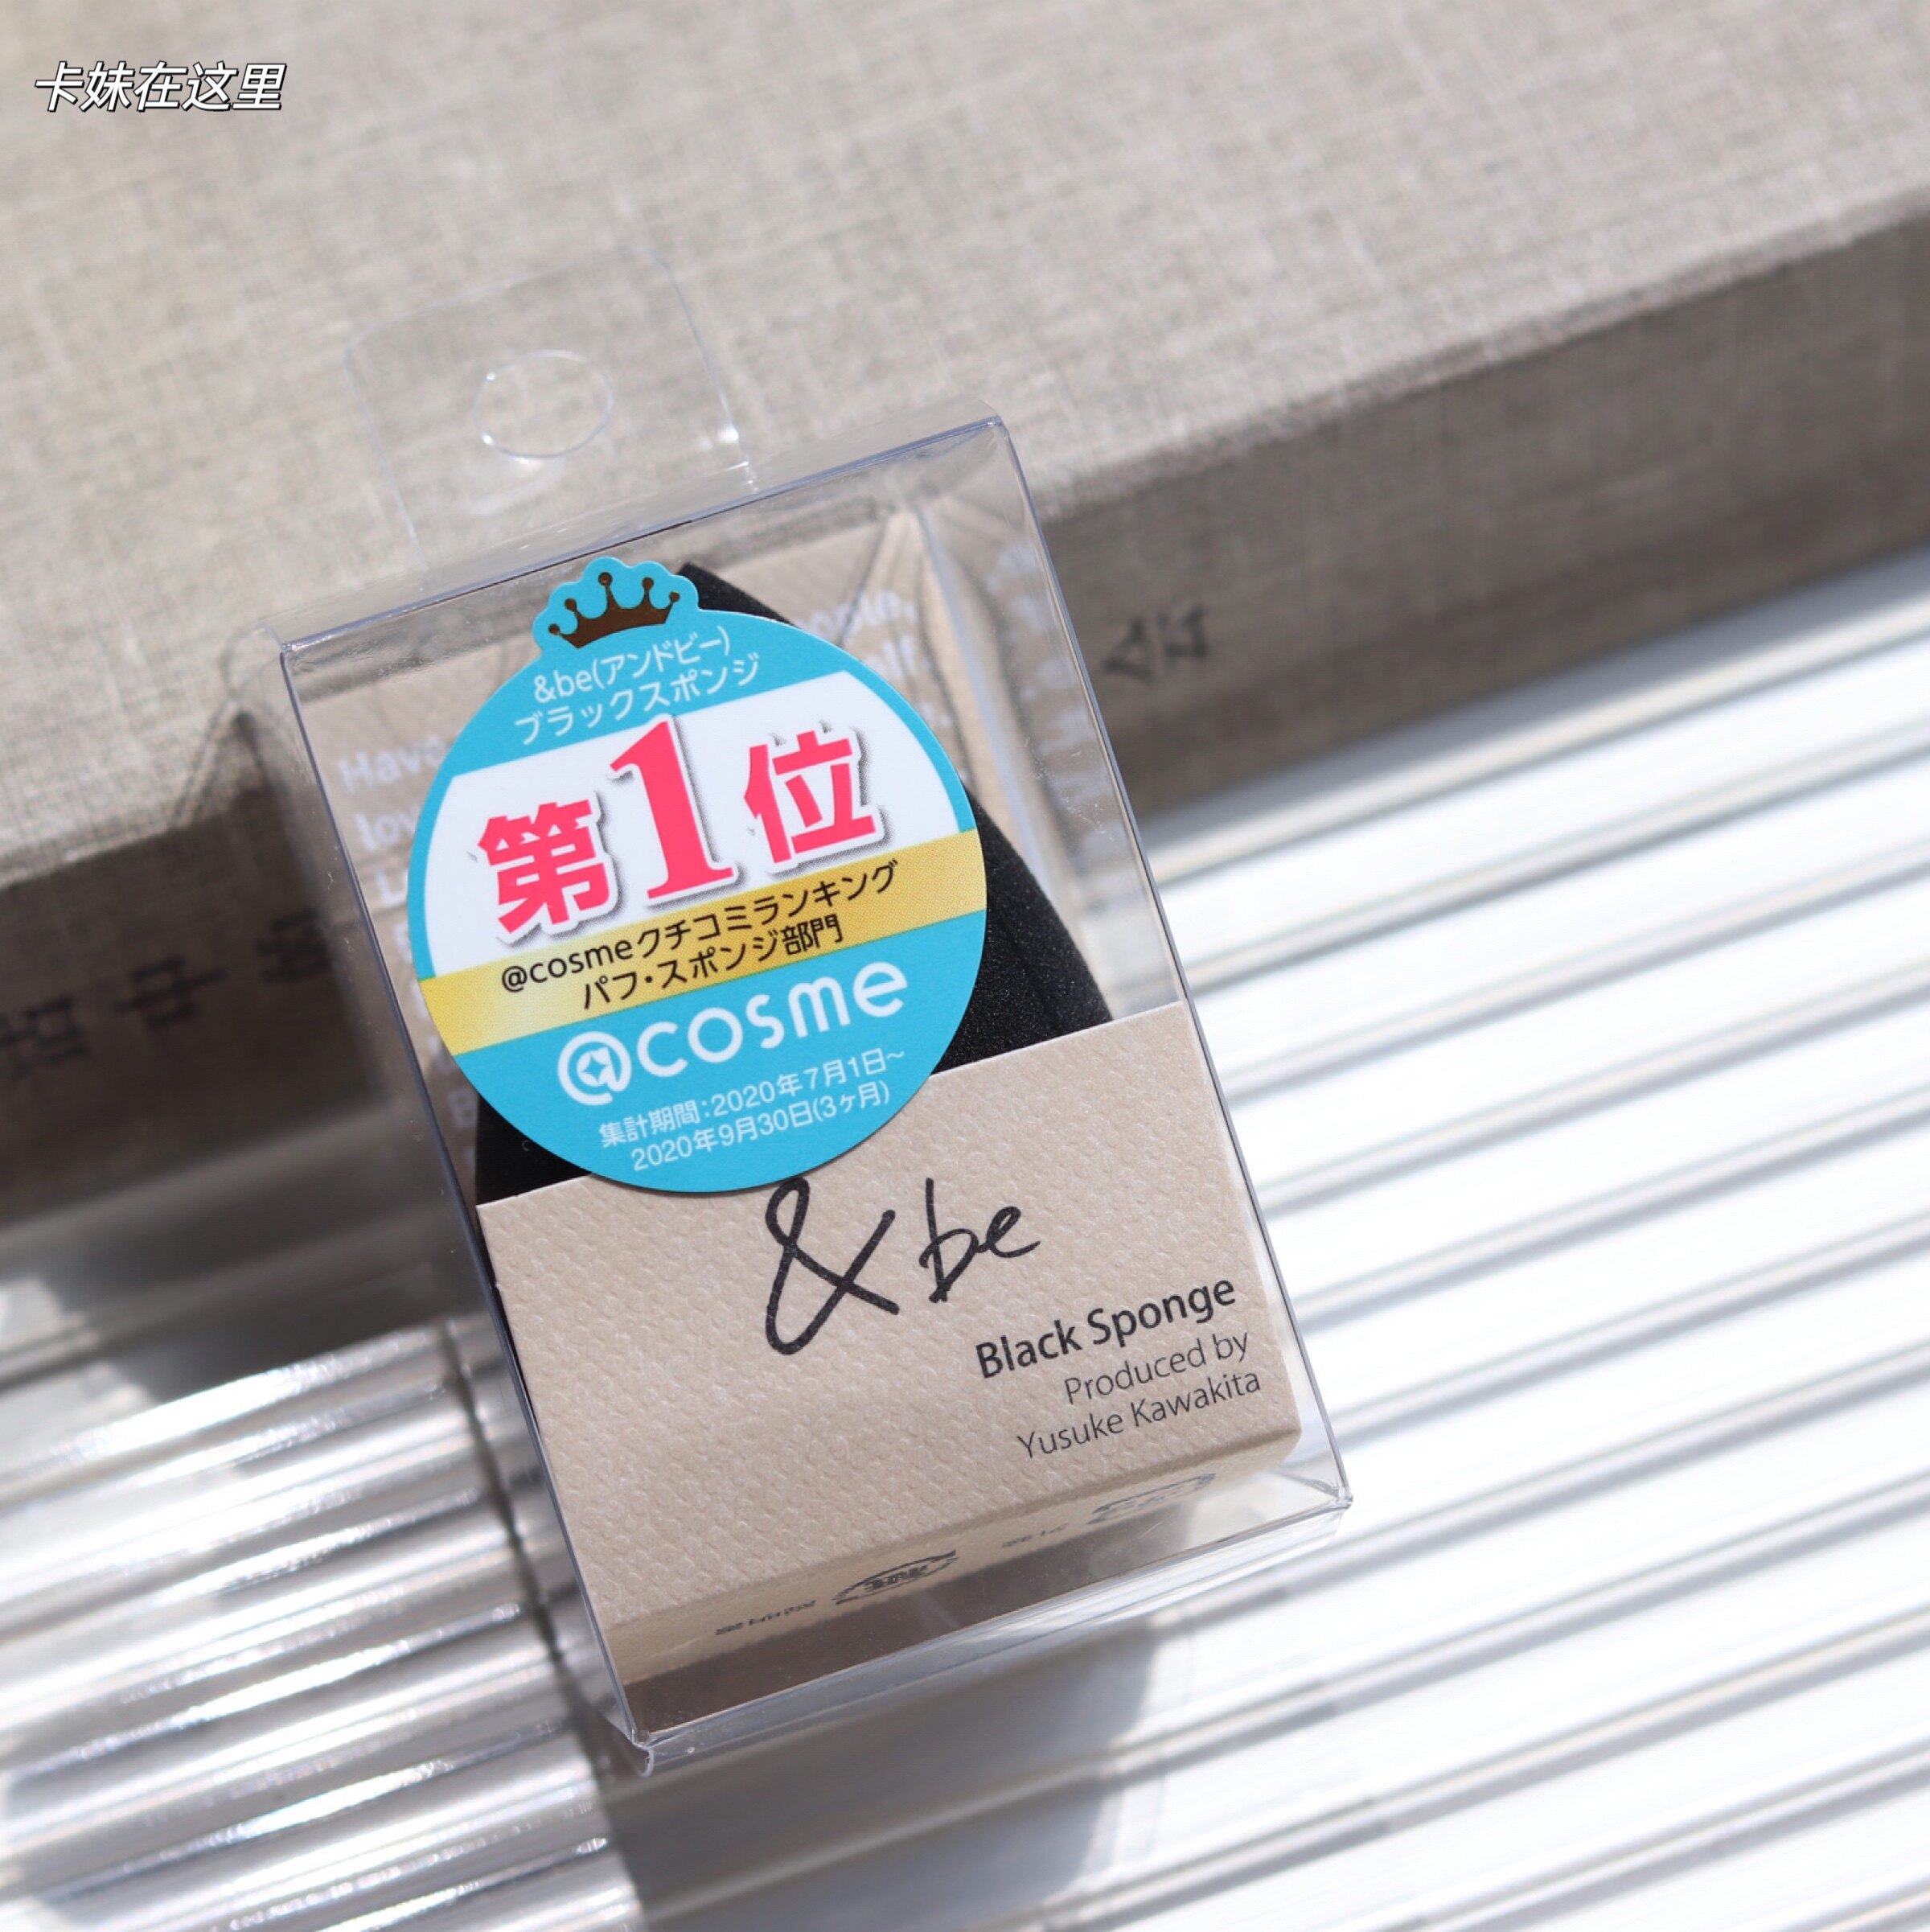 卡妹在这里
&be(アンドビー)
ブラックスポンジ
第1位
@cosmeクチコミランキング
パフ・スポンジ部門
@cosme
集計期間:2020年7月1日~
2020年9月30日(3ヶ月)
Have
& be
Black Sponge
Produced by
Yusuke Kawakita